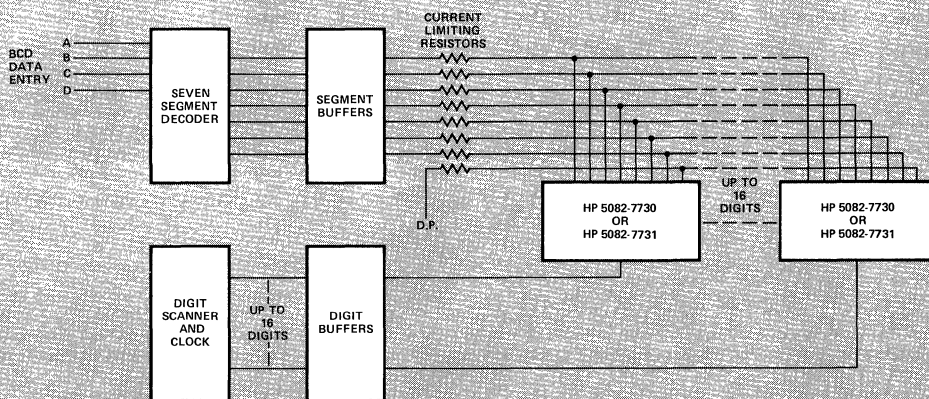 CURRENT
LIMITING
RESISTORS
BCD
DATA
ENTRY
A
B
C
D
SEVEN
SEGMENT
DECODER
SEGMENT
BUFFERS
D.P.
HP 5082-7730
OR
HP 5082-7731
UP TO
16
DIGITS
HP 5082-7730
OR
HP 5082-7731
DIGIT
SCANNER
AND
CLOCK
UP TO
16
DIGITS
DIGIT
BUFFERS